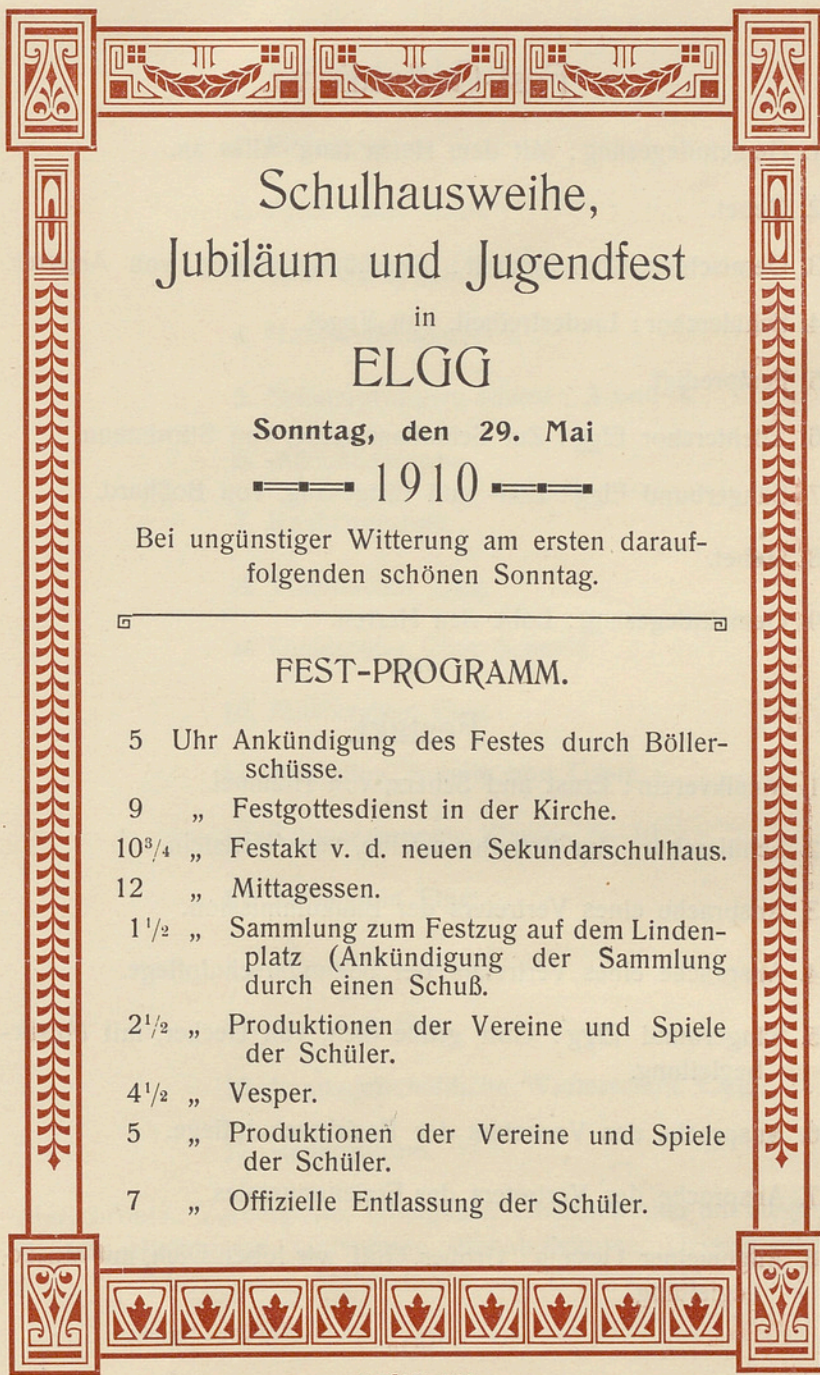 Schulhausweihe,
Jubiläum und Jugendfest
in
ELGG
Sonntag, den 29. Mai
1910
Bei ungünstiger Witterung am ersten darauf-
folgenden schönen Sonntag.
FEST-PROGRAMM.
5 Uhr Ankündigung des Festes durch Böller-
schüsse.
9 „ Festgottesdienst in der Kirche.
10³/₄ „ Festakt v. d. neuen Sekundarschulhaus.
12 „ Mittagessen.
1¹/₂ „ Sammlung zum Festzug auf dem Linden-
platz (Ankündigung der Sammlung
durch einen Schuß.
2¹/₂ „ Produktionen der Vereine und Spiele
der Schüler.
4¹/₂ „ Vesper.
5 „ Produktionen der Vereine und Spiele
der Schüler.
7 „ Offizielle Entlassung der Schüler.